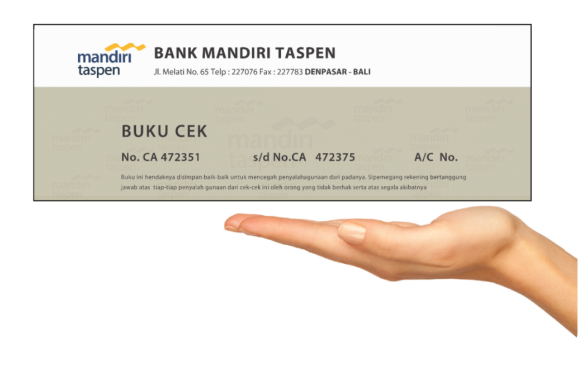 mandiri
taspen
BANK MANDIRI TASPEN
Jl. Melati No. 65 Telp : 227076 Fax : 227783 DENPASAR - BALI
BUKU CEK
No. CA 472351 s/d No.CA 472375 A/C No.
Buku ini hendaknya disimpan baik-baik untuk mencegah penyalahgunaan dari padanya. Sipemegang rekering bertanggung
jawab atas tiap-tiap penyalah gunaan dari cek-cek ini oleh orong yang tidak berhak serta atas segala akibatnya